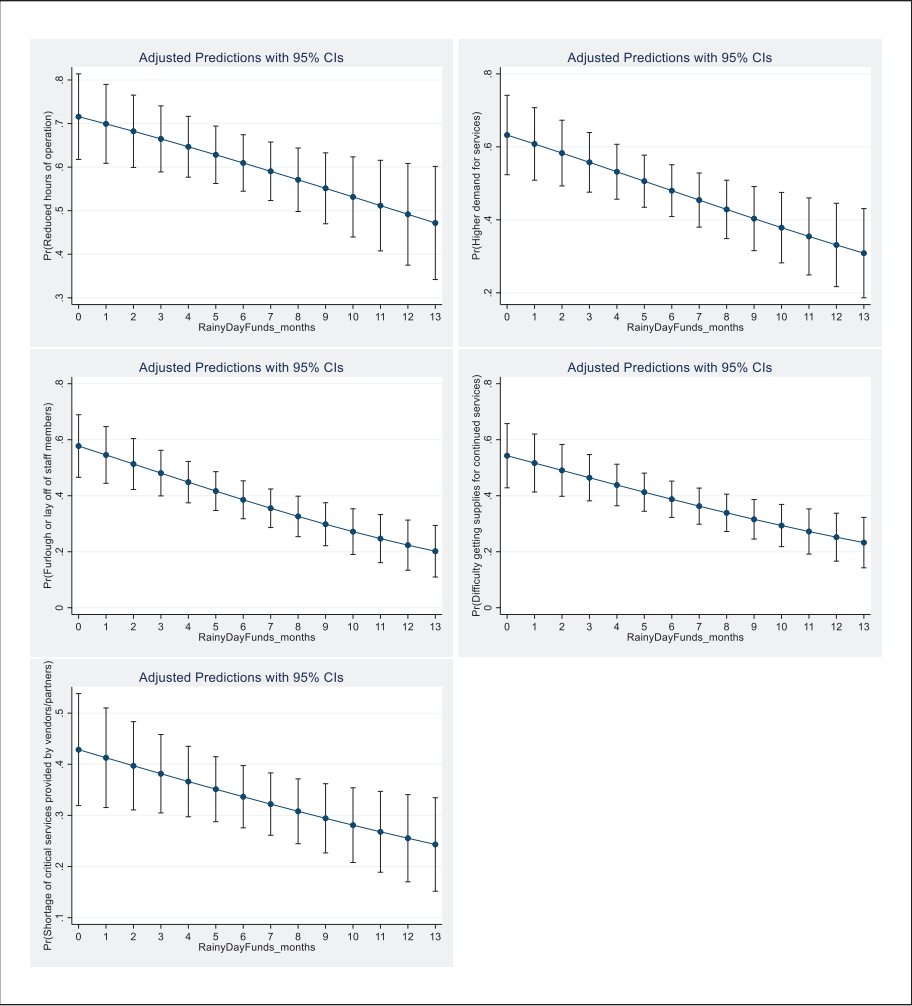 Adjusted Predictions with 95% CIs
Pr(Reduced hours of operation)
.8
.7
.6
.5
.4
.3
0 1 2 3 4 5 6 7 8 9 10 11 12 13
RainyDayFunds_months
Adjusted Predictions with 95% CIs
Pr(Higher demand for services)
.8
.6
.4
.2
0 1 2 3 4 5 6 7 8 9 10 11 12 13
RainyDayFunds_months
Adjusted Predictions with 95% CIs
Pr(Furlough or lay off of staff members)
.8
.6
.4
.2
0
0 1 2 3 4 5 6 7 8 9 10 11 12 13
RainyDayFunds_months
Adjusted Predictions with 95% CIs
Pr(Difficulty getting supplies for continued services)
.8
.6
.4
.2
0
0 1 2 3 4 5 6 7 8 9 10 11 12 13
RainyDayFunds_months
Adjusted Predictions with 95% CIs
Pr(Shortage of critical services provided by vendors/partners)
.5
.4
.3
.2
.1
0 1 2 3 4 5 6 7 8 9 10 11 12 13
RainyDayFunds_months